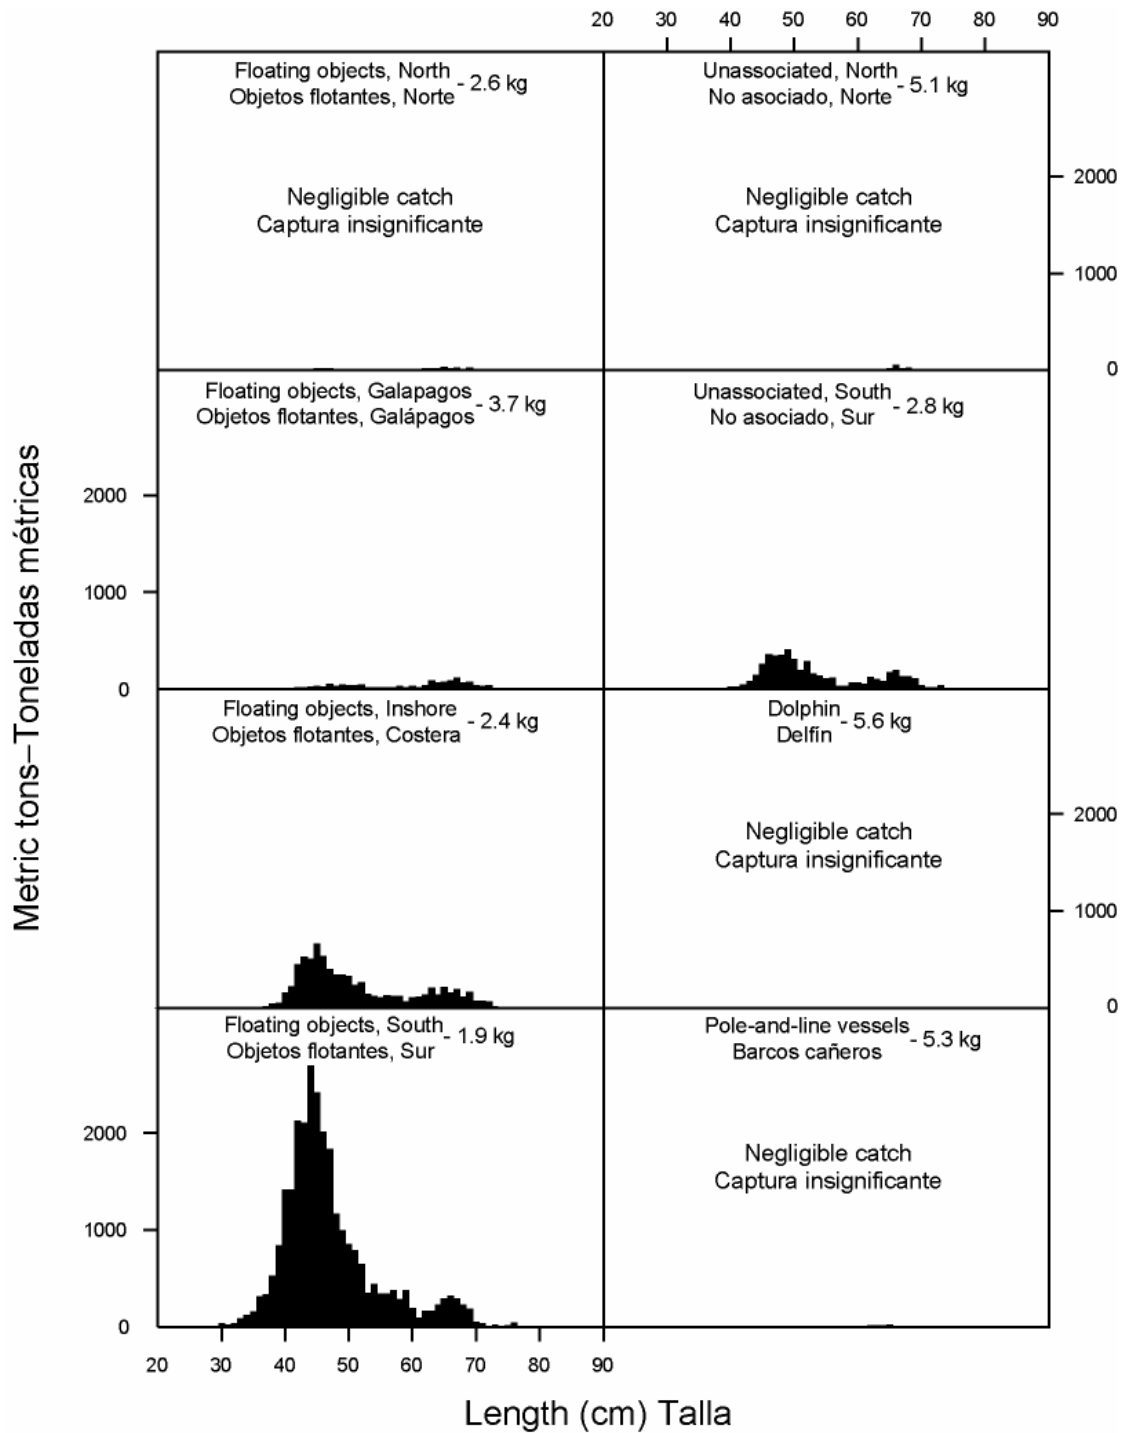 20 30 40 50 60 70 80 90
Floating objects, North
Objetos flotantes, Norte
- 2.6 kg
Negligible catch
Captura insignificante
Unassociated, North
No asociado, Norte
- 5.1 kg
Negligible catch
Captura insignificante
2000
1000
0
Floating objects, Galapagos
Objetos flotantes, Galápagos
- 3.7 kg
2000
1000
0
Unassociated, South
No asociado, Sur
- 2.8 kg
Floating objects, Inshore
Objetos flotantes, Costera
- 2.4 kg
Dolphin
Delfín
- 5.6 kg
Negligible catch
Captura insignificante
2000
1000
0
Floating objects, South
Objetos flotantes, Sur
- 1.9 kg
2000
1000
0
Pole-and-line vessels
Barcos cañeros
- 5.3 kg
Negligible catch
Captura insignificante
20 30 40 50 60 70 80 90
Metric tons–Toneladas métricas
Length (cm) Talla